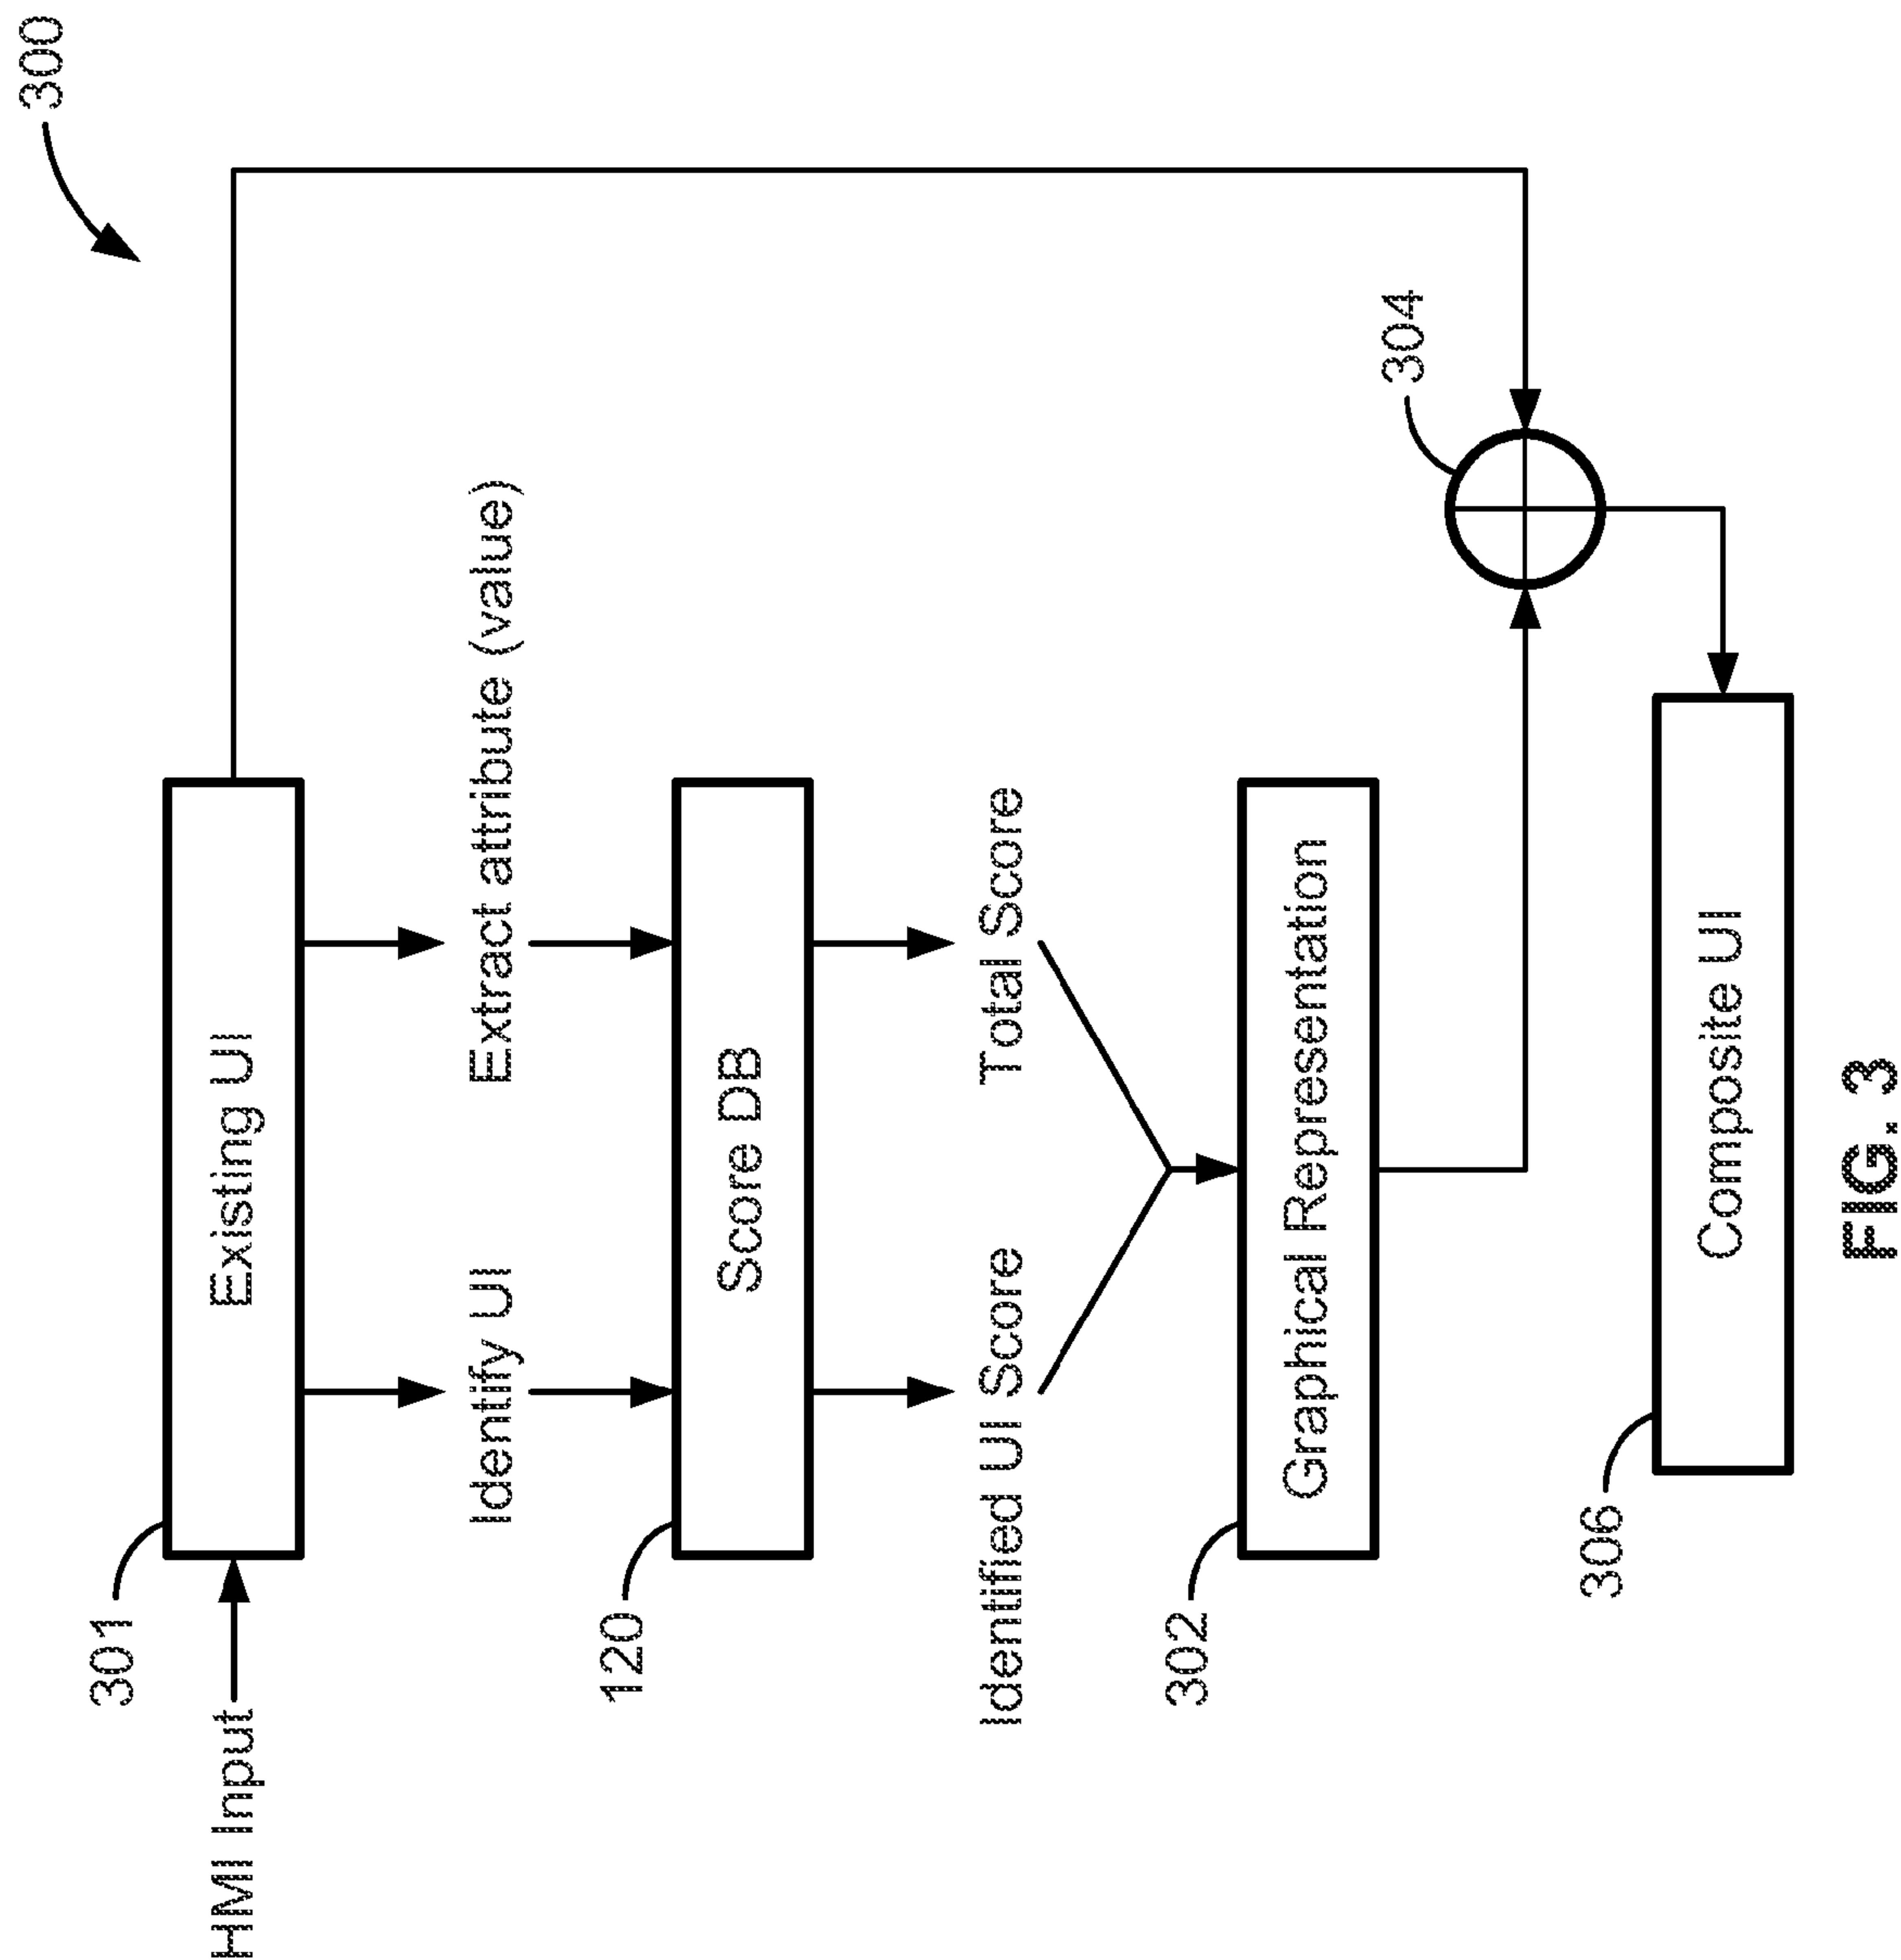 300
301
HMI Input
Existing UI
Identify UI
Extract attribute (value)
120
Score DB
Identified UI Score
Total Score
302
Graphical Representation
304
306
Composite UI
FIG. 3